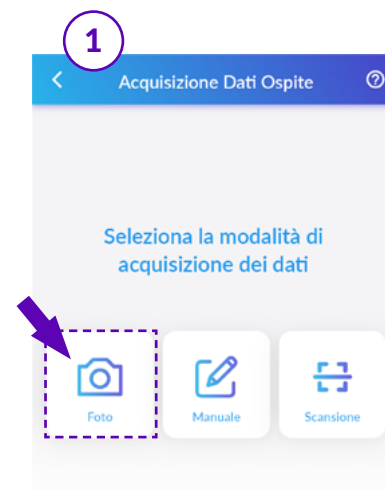 1
Acquisizione Dati Ospite
Seleziona la modalità di
acquisizione dei dati
Foto
Manuale
Scansione